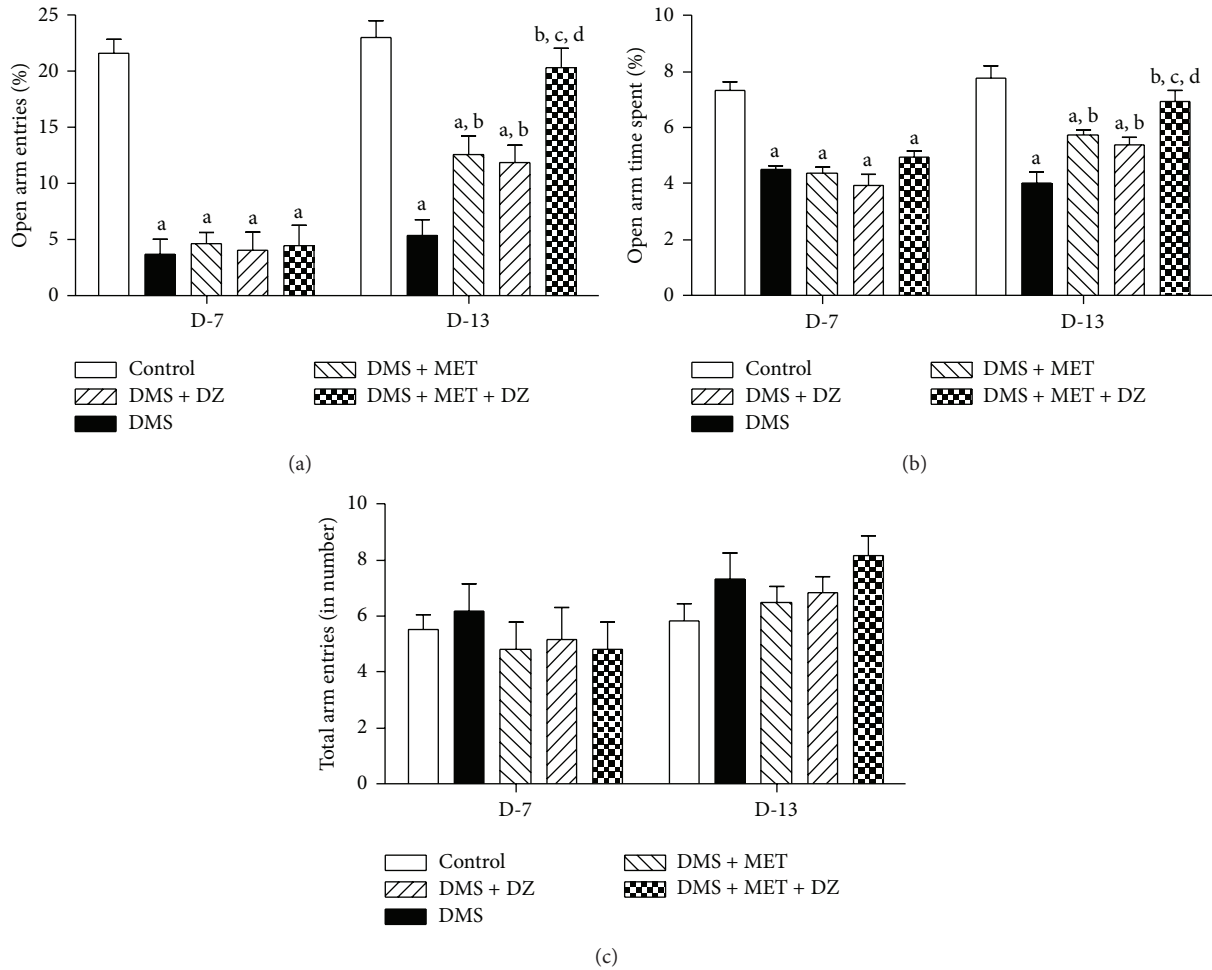 Open arm entries (%)
25
20
15
10
5
0
a
a
a
a
a
a, b
a, b
b, c, d
D-7
D-13
Control
DMS + MET
DMS + DZ
DMS + MET + DZ
DMS
(a)
Open arm time spent (%)
10
8
6
4
2
0
a
a
a
a
a
a, b
a, b
b, c, d
D-7
D-13
Control
DMS + MET
DMS + DZ
DMS + MET + DZ
DMS
(b)
Total arm entries (in number)
10
8
6
4
2
0
D-7
D-13
Control
DMS + MET
DMS + DZ
DMS + MET + DZ
DMS
(c)